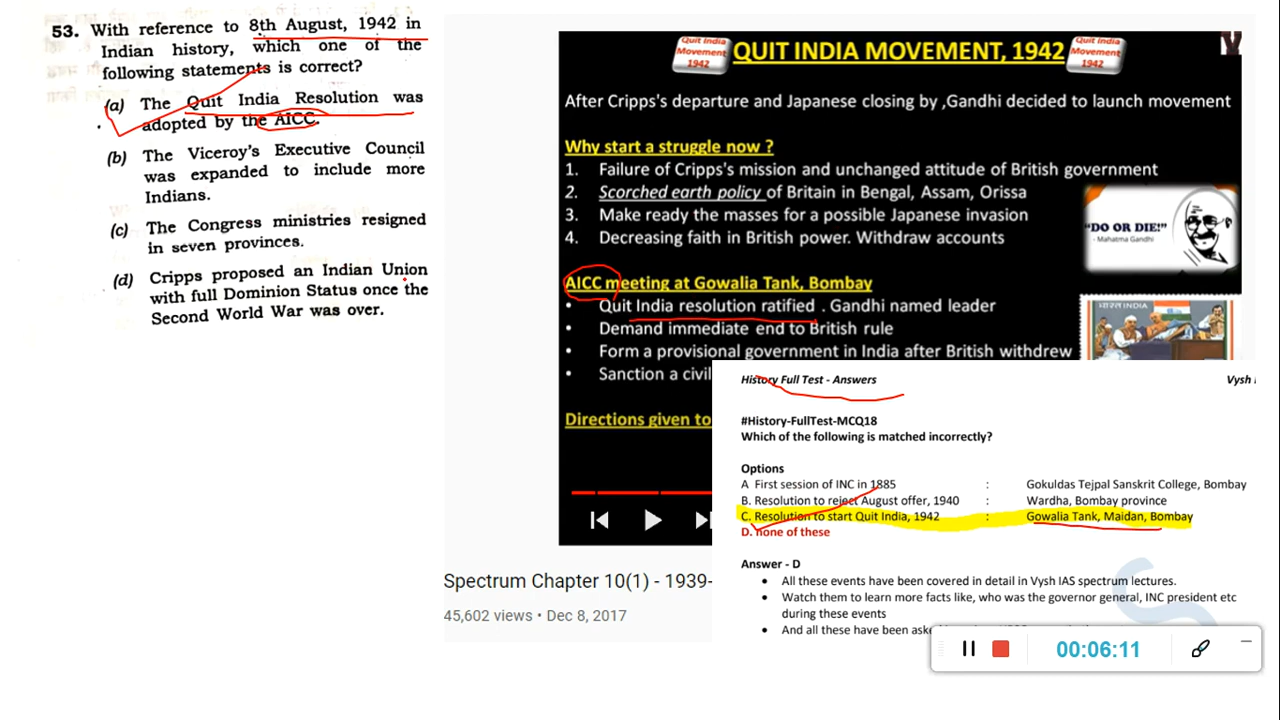 53. With reference to 8th August, 1942 in
Indian history, which one of the
following statements is correct?
(a) The Quit India Resolution was
adopted by the AICC.
(b) The Viceroy's Executive Council
was expanded to include more
Indians.
(c) The Congress ministries resigned
in seven provinces.
(d) Cripps proposed an Indian Union
with full Dominion Status once the
Second World War was over.
Quit India
Movement
1942
QUIT INDIA MOVEMENT, 1942
Quit India
Movement
1942
After Cripps's departure and Japanese closing by ,Gandhi decided to launch movement
Why start a struggle now ?
1. Failure of Cripps's mission and unchanged attitude of British government
2. Scorched earth policy of Britain in Bengal, Assam, Orissa
3. Make ready the masses for a possible Japanese invasion
4. Decreasing faith in British power. Withdraw accounts
"DO OR DIE!"
- Mahatma Gandhi
AICC meeting at Gowalia Tank, Bombay
• Quit India resolution ratified . Gandhi named leader
• Demand immediate end to British rule
• Form a provisional government in India after British withdrew
• Sanction a civil
भारत INDIA
Directions given to
History Full Test - Answers
Vysh I
#History-FullTest-MCQ18
Which of the following is matched incorrectly?
Options
A First session of INC in 1885 : Gokuldas Tejpal Sanskrit College, Bombay
B. Resolution to reject August offer, 1940 : Wardha, Bombay province
C. Resolution to start Quit India, 1942 : Gowalia Tank, Maidan, Bombay
D. none of these
Answer - D
• All these events have been covered in detail in Vysh IAS spectrum lectures.
• Watch them to learn more facts like, who was the governor general, INC president etc
during these events
• And all these have been aske
Spectrum Chapter 10(1) - 1939-
45,602 views • Dec 8, 2017
00:06:11